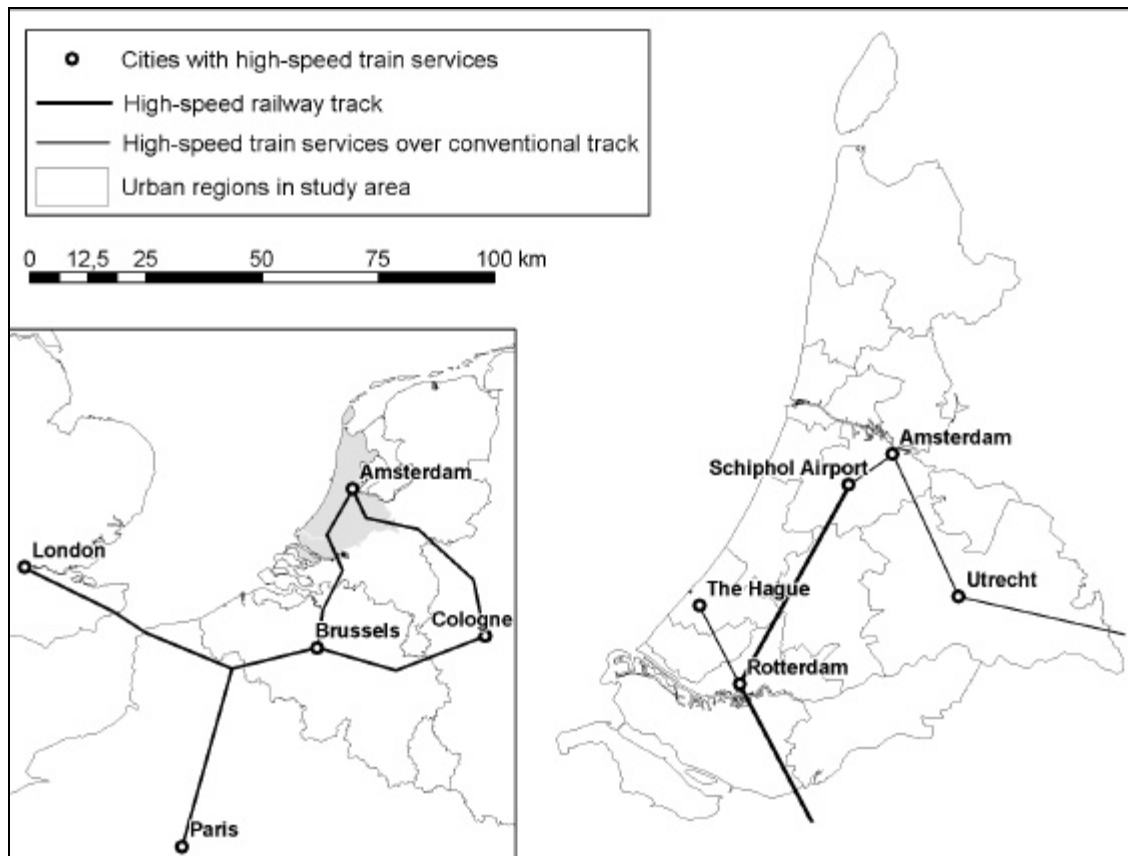 Cities with high-speed train services
High-speed railway track
High-speed train services over conventional track
Urban regions in study area
0 12,5 25 50 75 100 km
Amsterdam
London
Brussels
Cologne
Paris
Amsterdam
Schiphol Airport
The Hague
Utrecht
Rotterdam